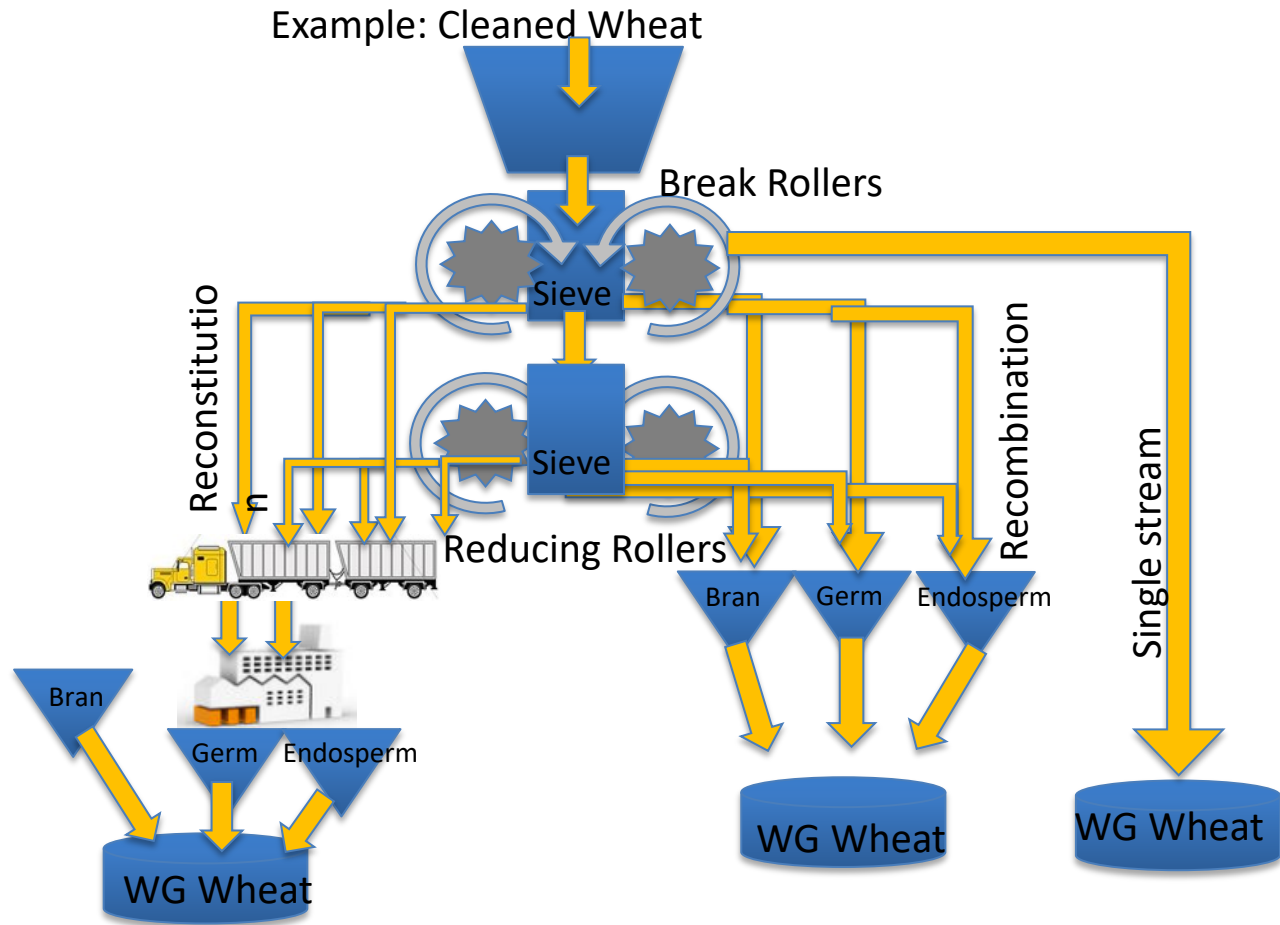 Example: Cleaned Wheat
Break Rollers
Sieve
Reconstitutio
n
Recombination
Single stream
Sieve
Reducing Rollers
Bran
Germ
Endosperm
Bran
Germ
Endosperm
WG Wheat
WG Wheat
WG Wheat